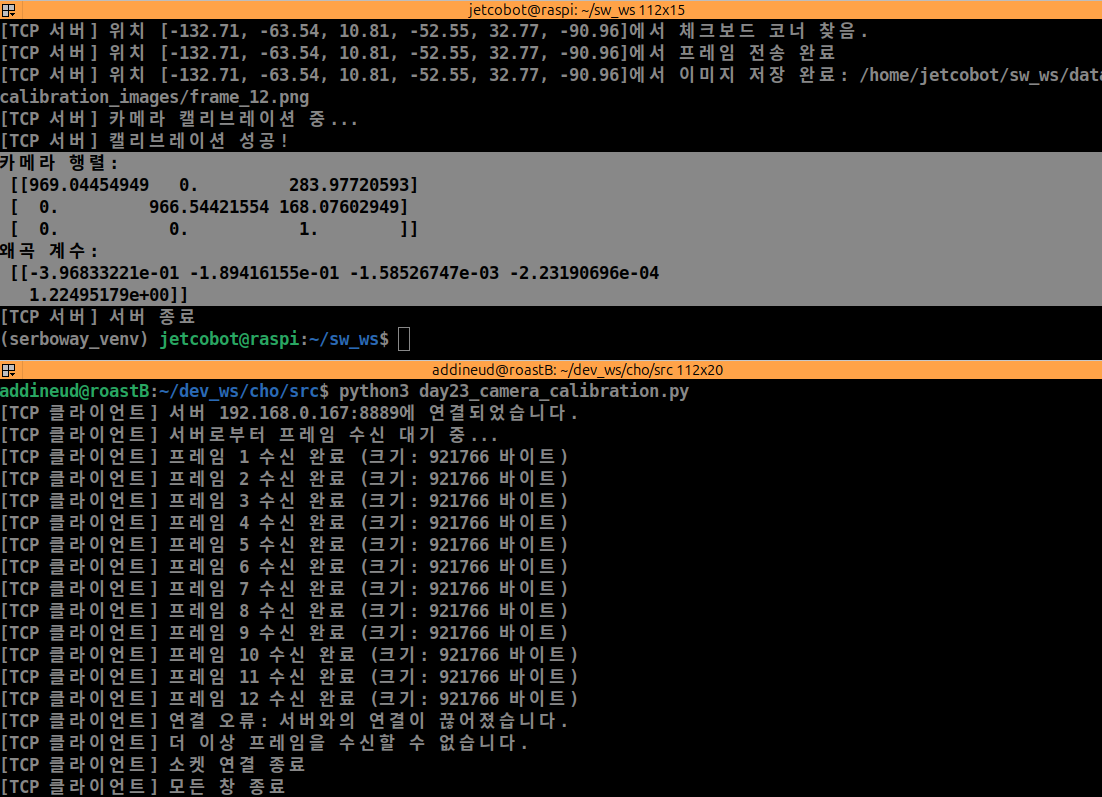 jetcobot@raspi: ~/sw_ws 112x15
[TCP 서버] 위치 [-132.71, -63.54, 10.81, -52.55, 32.77, -90.96]에서 체크보드 코너 찾음.
[TCP 서버] 위치 [-132.71, -63.54, 10.81, -52.55, 32.77, -90.96]에서 프레임 전송 완료
[TCP 서버] 위치 [-132.71, -63.54, 10.81, -52.55, 32.77, -90.96]에서 이미지 저장 완료: /home/jetcobot/sw_ws/data
calibration_images/frame_12.png
[TCP 서버] 카메라 캘리브레이션 중...
[TCP 서버] 캘리브레이션 성공!
카메라 행렬:
[[969.04454949 0. 283.97720593]
[ 0. 966.54421554 168.07602949]
[ 0. 0. 1. ]]
왜곡 계수:
[[-3.96833221e-01 -1.89416155e-01 -1.58526747e-03 -2.23190696e-04
1.22495179e+00]]
[TCP 서버] 서버 종료
(serboway_venv) jetcobot@raspi:~/sw_ws$
addineud@roastB: ~/dev_ws/cho/src 112x20
addineud@roastB:~/dev_ws/cho/src$ python3 day23_camera_calibration.py
[TCP 클라이언트] 서버 192.168.0.167:8889에 연결되었습니다.
[TCP 클라이언트] 서버로부터 프레임 수신 대기 중...
[TCP 클라이언트] 프레임 1 수신 완료 (크기: 921766 바이트)
[TCP 클라이언트] 프레임 2 수신 완료 (크기: 921766 바이트)
[TCP 클라이언트] 프레임 3 수신 완료 (크기: 921766 바이트)
[TCP 클라이언트] 프레임 4 수신 완료 (크기: 921766 바이트)
[TCP 클라이언트] 프레임 5 수신 완료 (크기: 921766 바이트)
[TCP 클라이언트] 프레임 6 수신 완료 (크기: 921766 바이트)
[TCP 클라이언트] 프레임 7 수신 완료 (크기: 921766 바이트)
[TCP 클라이언트] 프레임 8 수신 완료 (크기: 921766 바이트)
[TCP 클라이언트] 프레임 9 수신 완료 (크기: 921766 바이트)
[TCP 클라이언트] 프레임 10 수신 완료 (크기: 921766 바이트)
[TCP 클라이언트] 프레임 11 수신 완료 (크기: 921766 바이트)
[TCP 클라이언트] 프레임 12 수신 완료 (크기: 921766 바이트)
[TCP 클라이언트] 연결 오류: 서버와의 연결이 끊어졌습니다.
[TCP 클라이언트] 더 이상 프레임을 수신할 수 없습니다.
[TCP 클라이언트] 소켓 연결 종료
[TCP 클라이언트] 모든 창 종료